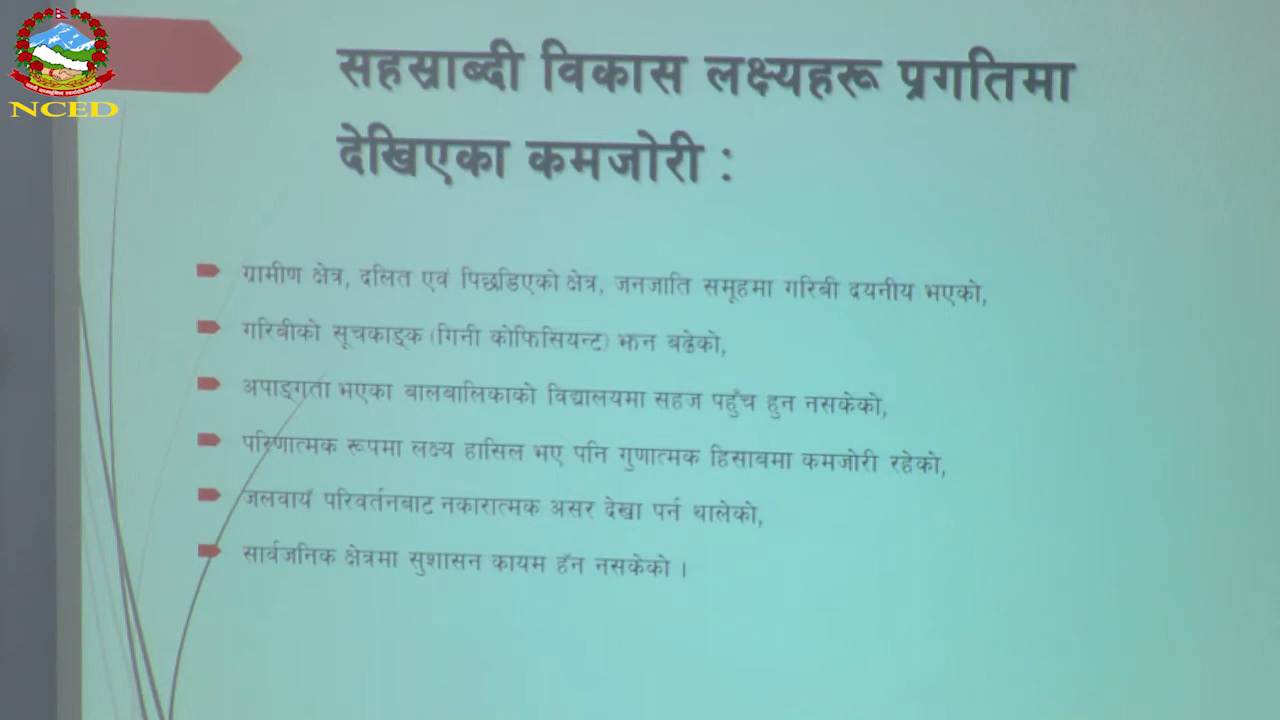 NCED
सहस्राब्दी विकास लक्ष्यहरू प्रगतिमा
देखिएका कमजोरी :
ग्रामीण क्षेत्र, दलित एवं पिछडिएको क्षेत्र, जनजाति समूहमा गरिबी दयनीय भएको,
गरिबीको सूचकाङ्क (गिनी कोफिसियन्ट) झन बढेको,
अपाङ्गता भएका बालबालिकाको विद्यालयमा सहज पहुँच हुन नसकेको,
परिणात्मक रूपमा लक्ष्य हासिल भए पनि गुणात्मक हिसाबमा कमजोरी रहेको,
जलवायँ परिवर्तनबाट नकारात्मक असर देखा पर्न थालेको,
सार्वजनिक क्षेत्रमा सुशासन कायम हँन नसकेको ।